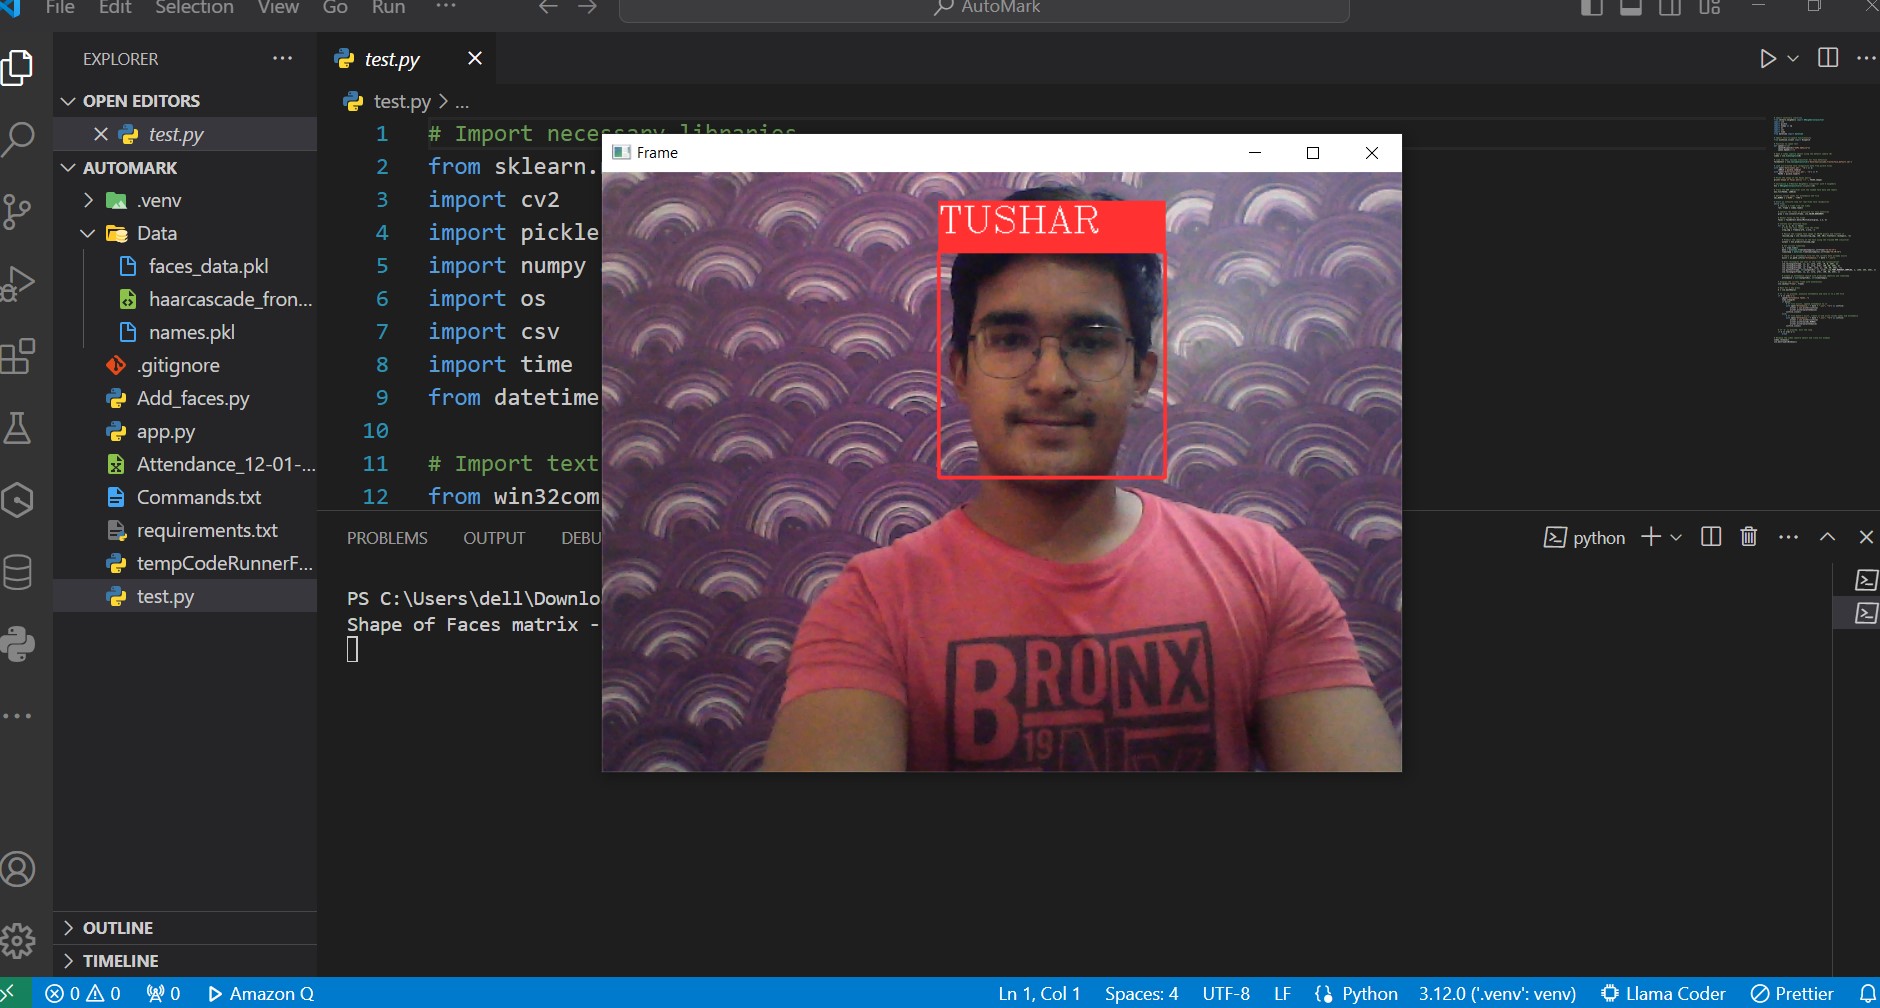 File Edit Selection View Go Run ···
AutoMark
EXPLORER
OPEN EDITORS
test.py
AUTOMARK
.venv
Data
faces_data.pkl
haarcascade_fron...
names.pkl
.gitignore
Add_faces.py
app.py
Attendance_12-01-...
Commands.txt
requirements.txt
tempCodeRunnerF...
test.py
OUTLINE
TIMELINE
test.py
test.py > ...
1 # Import necessary libraries
2 from sklearn.
3 import cv2
4 import pickle
5 import numpy
6 import os
7 import csv
8 import time
9 from datetime
10
11 # Import text
12 from win32com
Frame
TUSHAR
BRONX
19
NY
PROBLEMS OUTPUT DEBU
python
PS C:\Users\dell\Downlo
Shape of Faces matrix -
0 0 0 Amazon Q
Ln 1, Col 1 Spaces: 4 UTF-8 LF Python 3.12.0 ('.venv': venv) Llama Coder Prettier